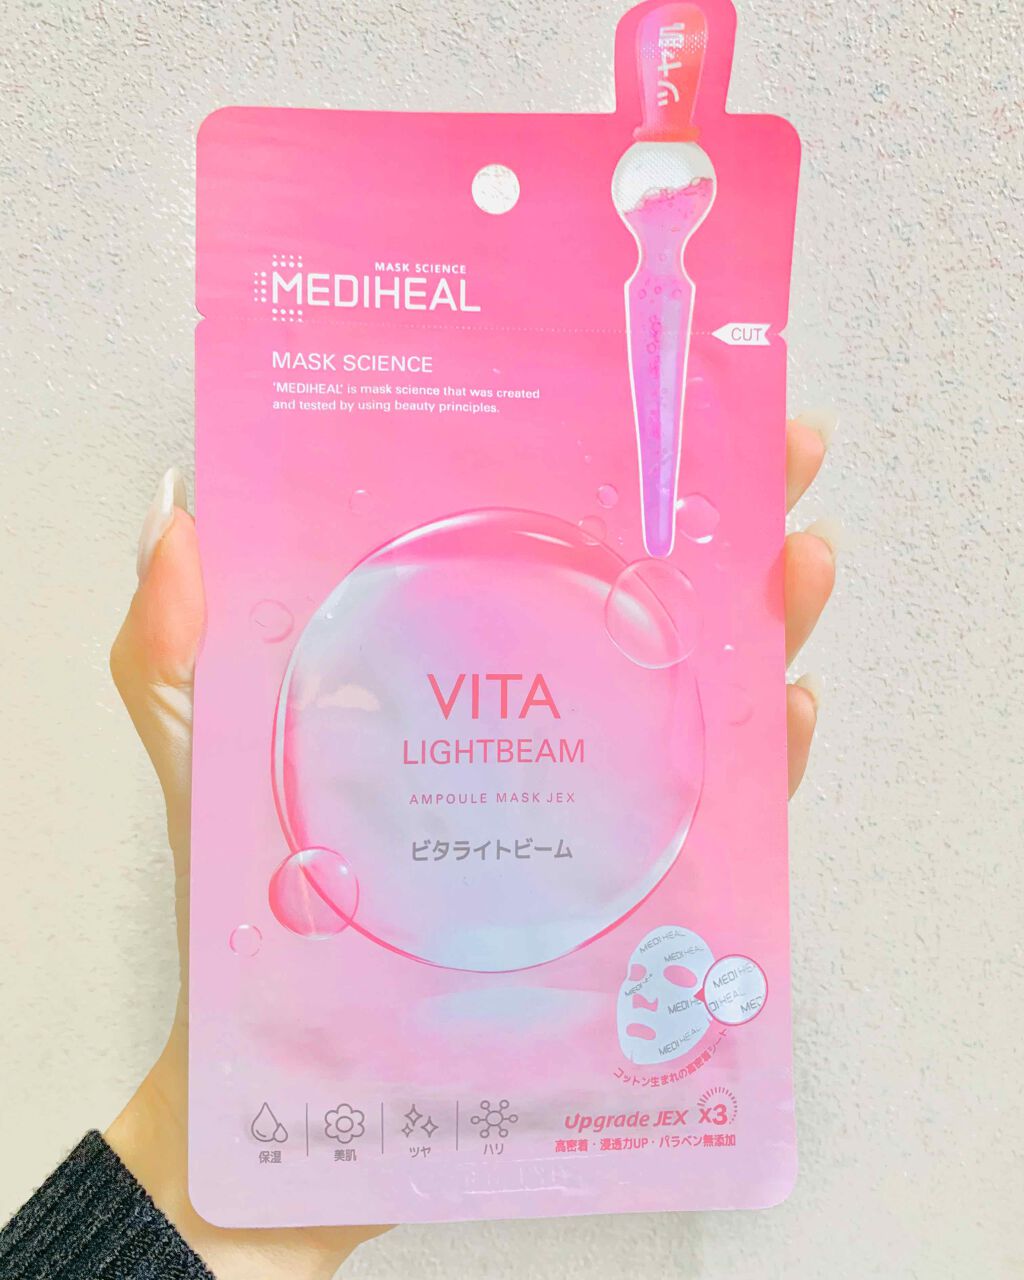 ツヤ肌
MASK SCIENCE
MEDIHEAL
CUT
MASK SCIENCE
'MEDIHEAL' is mask science that was created
and tested by using beauty principles.
VITA
LIGHTBEAM
AMPOULE MASK JEX
ビタライトビーム
MEDIHEAL
MEDIHEAL
MEDIHEAL
コットン生まれの高密着シート
Upgrade JEX x3
高密着・浸透力UP・パラベン無添加
保湿
美肌
ツヤ
ハリ